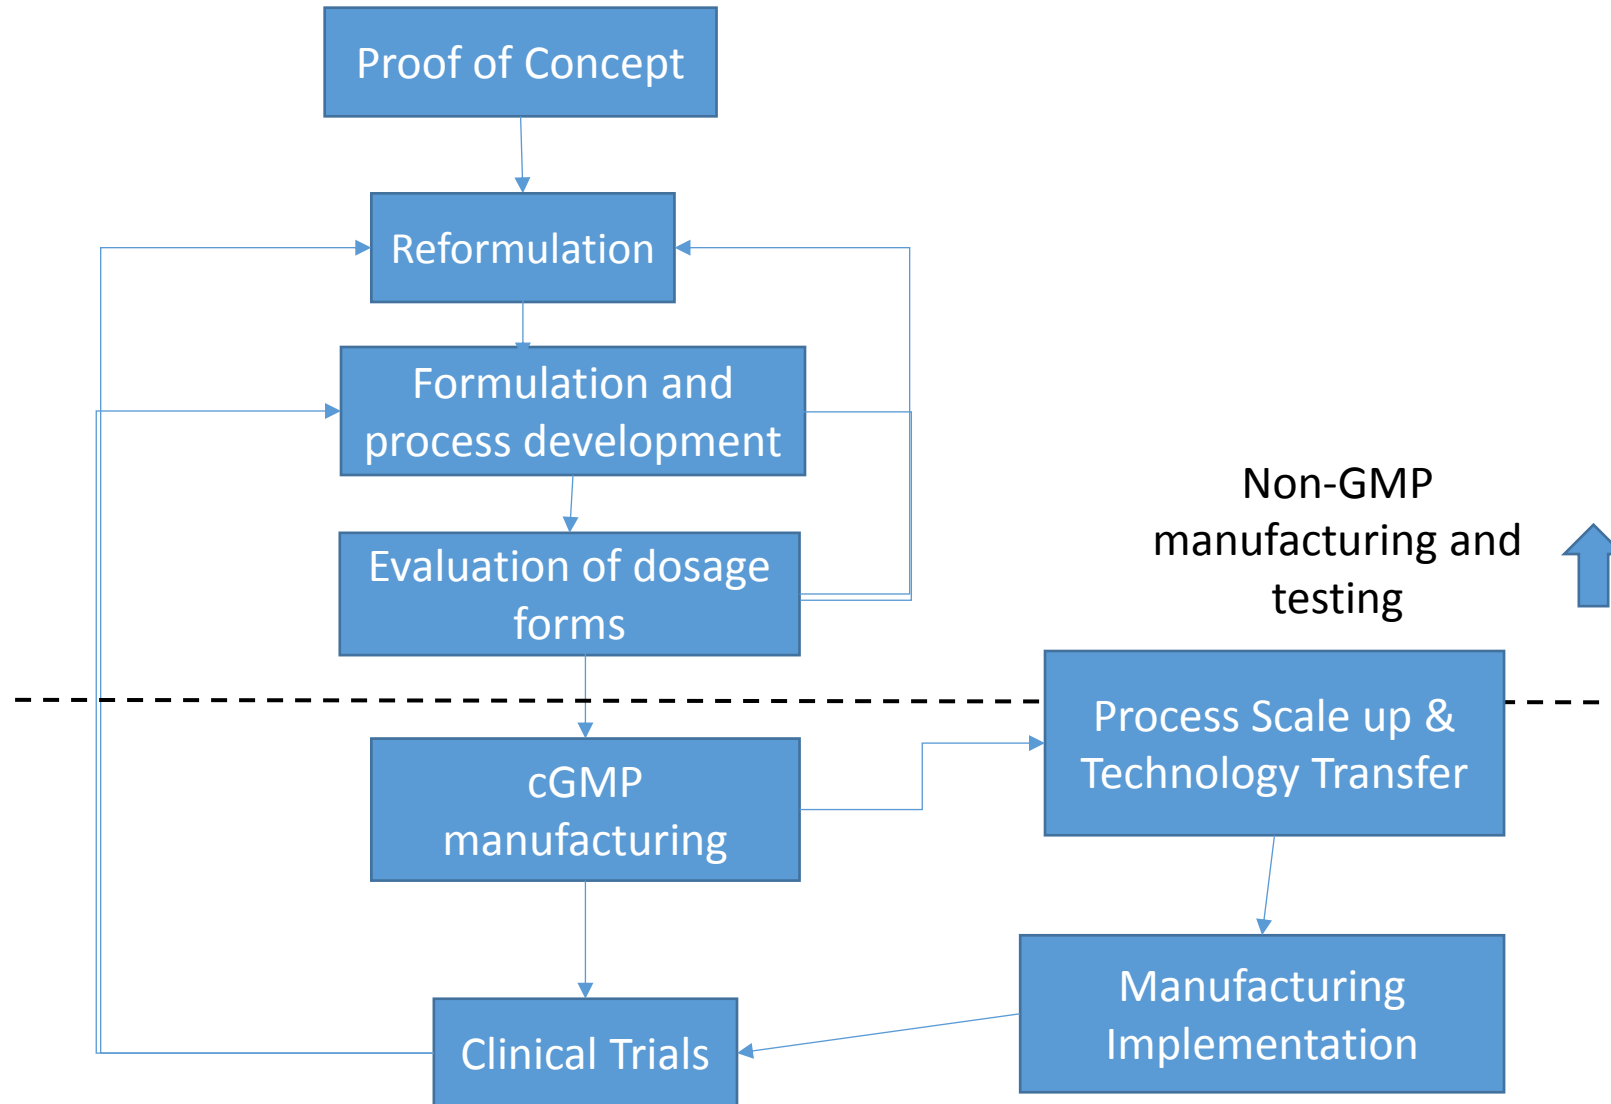 Proof of Concept
Reformulation
Formulation and
process development
Evaluation of dosage
forms
Non-GMP
manufacturing and
testing
Process Scale up &
Technology Transfer
cGMP
manufacturing
Manufacturing
Implementation
Clinical Trials